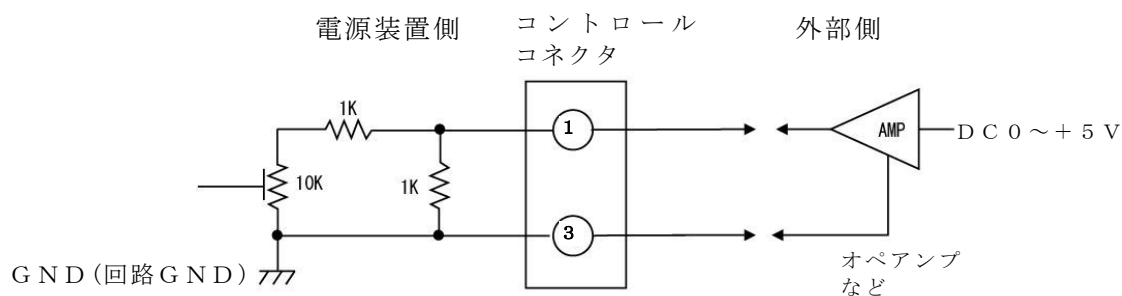 電源装置側
コントロール
コネクタ
外部側
1K
1
AMP
DC0~+5V
10K
1K
3
GND(回路GND)
オペアンプ
など